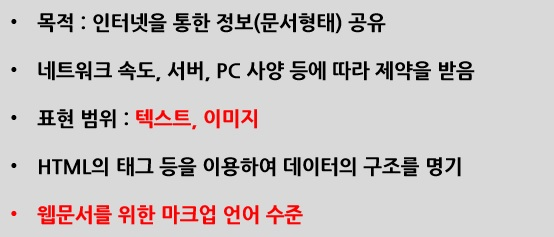 • 목적 : 인터넷을 통한 정보(문서형태) 공유
• 네트워크 속도, 서버, PC 사양 등에 따라 제약을 받음
• 표현 범위 : 텍스트, 이미지
• HTML의 태그 등을 이용하여 데이터의 구조를 명기
• 웹문서를 위한 마크업 언어 수준